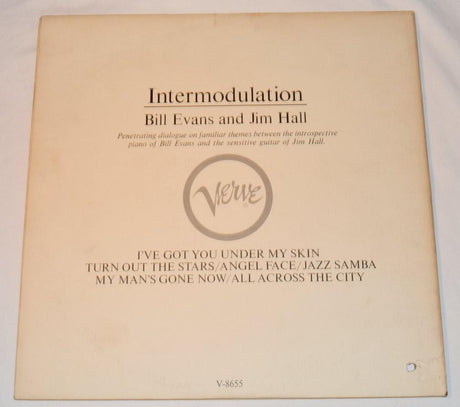 Intermodulation
Bill Evans and Jim Hall
Penetrating dialogue on familiar themes between the introspective
piano of Bill Evans and the sensitive guitar of Jim Hall.
VERVE
I'VE GOT YOU UNDER MY SKIN
TURN OUT THE STARS/ANGEL FACE/JAZZ SAMBA
MY MAN'S GONE NOW/ALL ACROSS THE CITY
V-8655